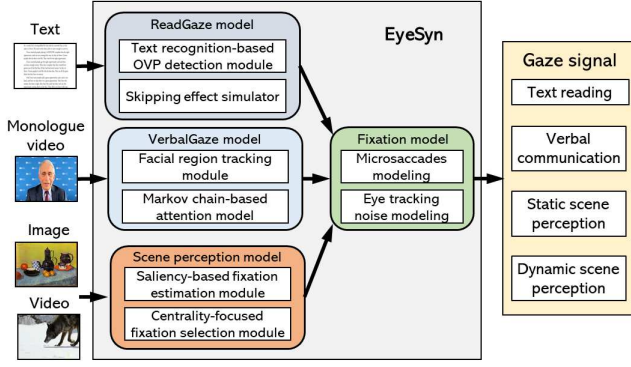 Text
Monologue
video
Image
Video
EyeSyn
ReadGaze model
Text recognition-based
OVP detection module
Skipping effect simulator
VerbalGaze model
Facial region tracking
module
Markov chain-based
attention model
Scene perception model
Saliency-based fixation
estimation module
Centrality-focused
fixation selection module
Fixation model
Microsaccades
modeling
Eye tracking
noise modeling
Gaze signal
Text reading
Verbal
communication
Static scene
perception
Dynamic scene
perception